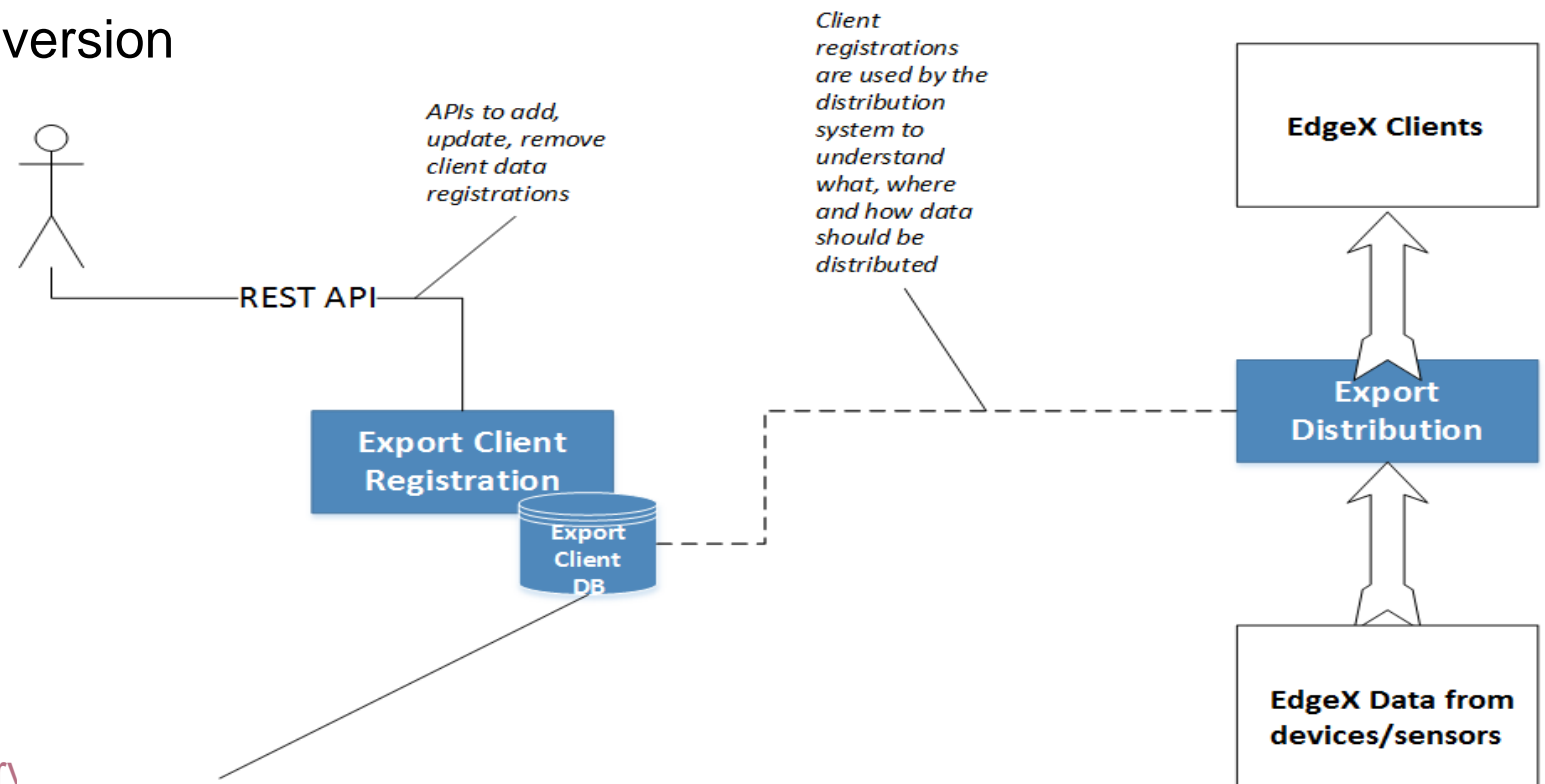 version
APIs to add,
update, remove
client data
registrations
REST API
Export Client
Registration
Export
Client
DB
Client
registrations
are used by the
distribution
system to
understand
what, where
and how data
should be
distributed
EdgeX Clients
Export
Distribution
EdgeX Data from
devices/sensors